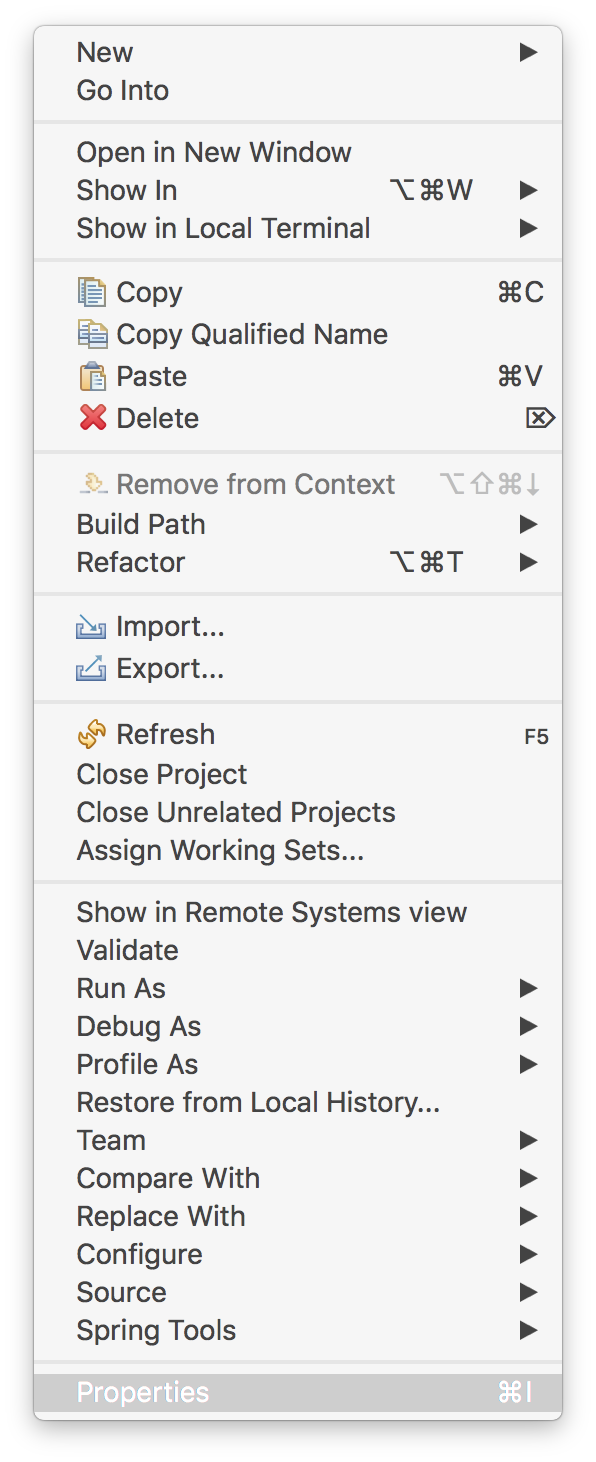 New ▶
Go Into
Open in New Window
Show In ⌥⌘W ▶
Show in Local Terminal ▶
Copy ⌘C
Copy Qualified Name
Paste ⌘V
Delete ⌦
Remove from Context ⌥⇧⌘↓
Build Path ▶
Refactor ⌥⌘T ▶
Import...
Export...
Refresh F5
Close Project
Close Unrelated Projects
Assign Working Sets...
Show in Remote Systems view
Validate
Run As ▶
Debug As ▶
Profile As ▶
Restore from Local History...
Team ▶
Compare With ▶
Replace With ▶
Configure ▶
Source ▶
Spring Tools ▶
Properties ⌘I